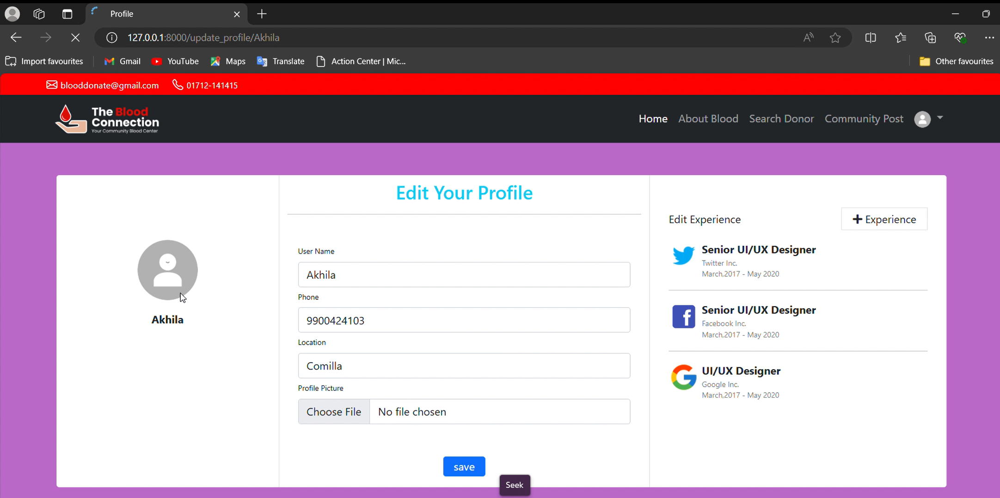 Profile
127.0.0.1:8000/update_profile/Akhila
Import favourites Gmail YouTube Maps Translate Action Center | Mic... Other favourites
blooddonate@gmail.com 01712-141415
The Blood
Connection
Your Community Blood Center
Home About Blood Search Donor Community Post
Edit Your Profile
Akhila
User Name
Akhila
Phone
9900424103
Location
Comilla
Profile Picture
Choose File No file chosen
save
Seek
Edit Experience + Experience
Senior UI/UX Designer
Twitter Inc.
March,2017 - May 2020
Senior UI/UX Designer
Facebook Inc.
March,2017 - May 2020
UI/UX Designer
Google Inc.
March,2017 - May 2020